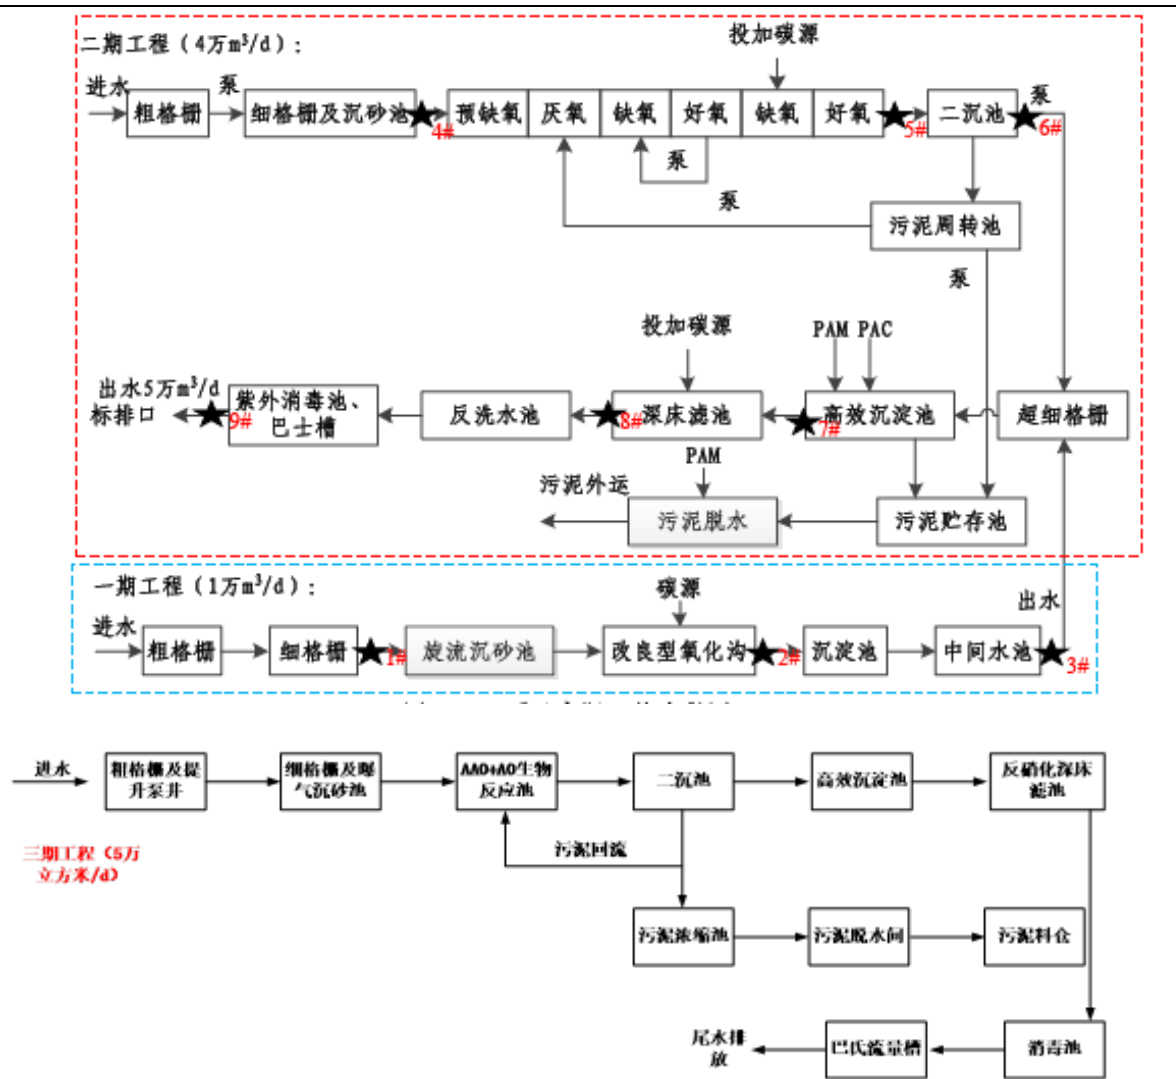 二期工程（4万m³/d）：
投加碳源
进水
泵
泵
粗格栅
细格栅及沉砂池
4#
预缺氧
厌氧
缺氧
好氧
缺氧
好氧
5#
二沉池
6#
泵
泵
污泥周转池
泵
投加碳源
PAM PAC
出水5万m³/d
标排口
9#
紫外消毒池、
巴士槽
反洗水池
8#
深床滤池
7#
高效沉淀池
超细格栅
PAM
污泥外运
污泥脱水
污泥贮存池
一期工程（1万m³/d）：
碳源
出水
进水
粗格栅
细格栅
1#
旋流沉砂池
改良型氧化沟
2#
沉淀池
中间水池
3#
进水
粗格栅及提
升泵井
细格栅及曝
气沉砂池
AAO+AO生物
反应池
二沉池
高效沉淀池
反硝化深床
滤池
三期工程（5万
立方米/d）
污泥回流
污泥浓缩池
污泥脱水间
污泥料仓
尾水排
放
巴氏流量槽
消毒池